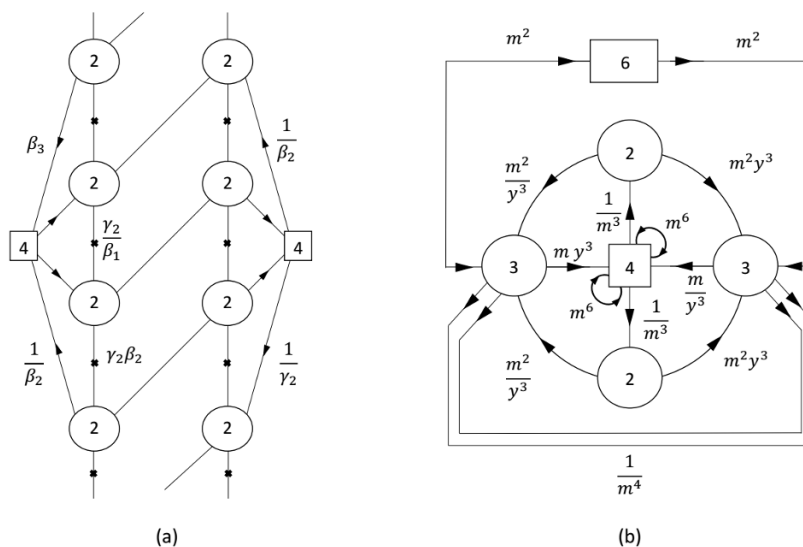 2 2
β₃ 1/β₂
2 2
4 γ₂/β₁ 4
2 2
1/β₂ γ₂β₂ 1/γ₂
2 2
(a)
m² 6 m²
2
m²/y³ m²y³
1/m³ m⁶
3 m y³ 4 m/y³ 3
m⁶ 1/m³
m²/y³ m²y³
2
1/m⁴
(b)